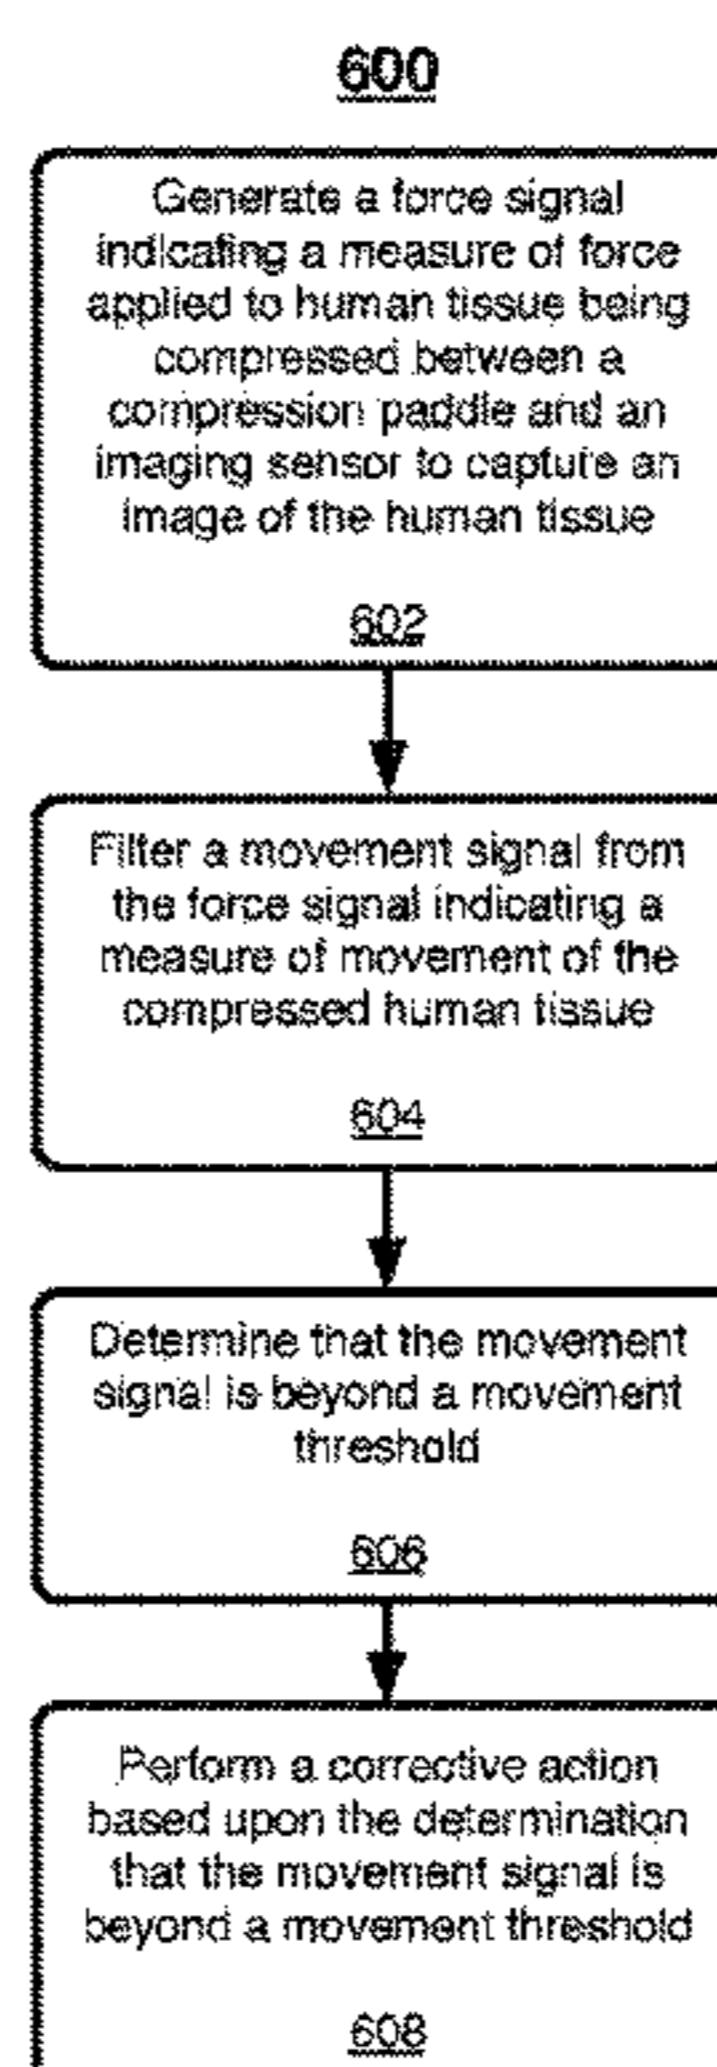 600
Generate a force signal
indicating a measure of force
applied to human tissue being
compressed between a
compression paddle and an
imaging sensor to capture an
image of the human tissue
602
Filter a movement signal from
the force signal indicating a
measure of movement of the
compressed human tissue
604
Determine that the movement
signal is beyond a movement
threshold
606
Perform a corrective action
based upon the determination
that the movement signal is
beyond a movement threshold
608